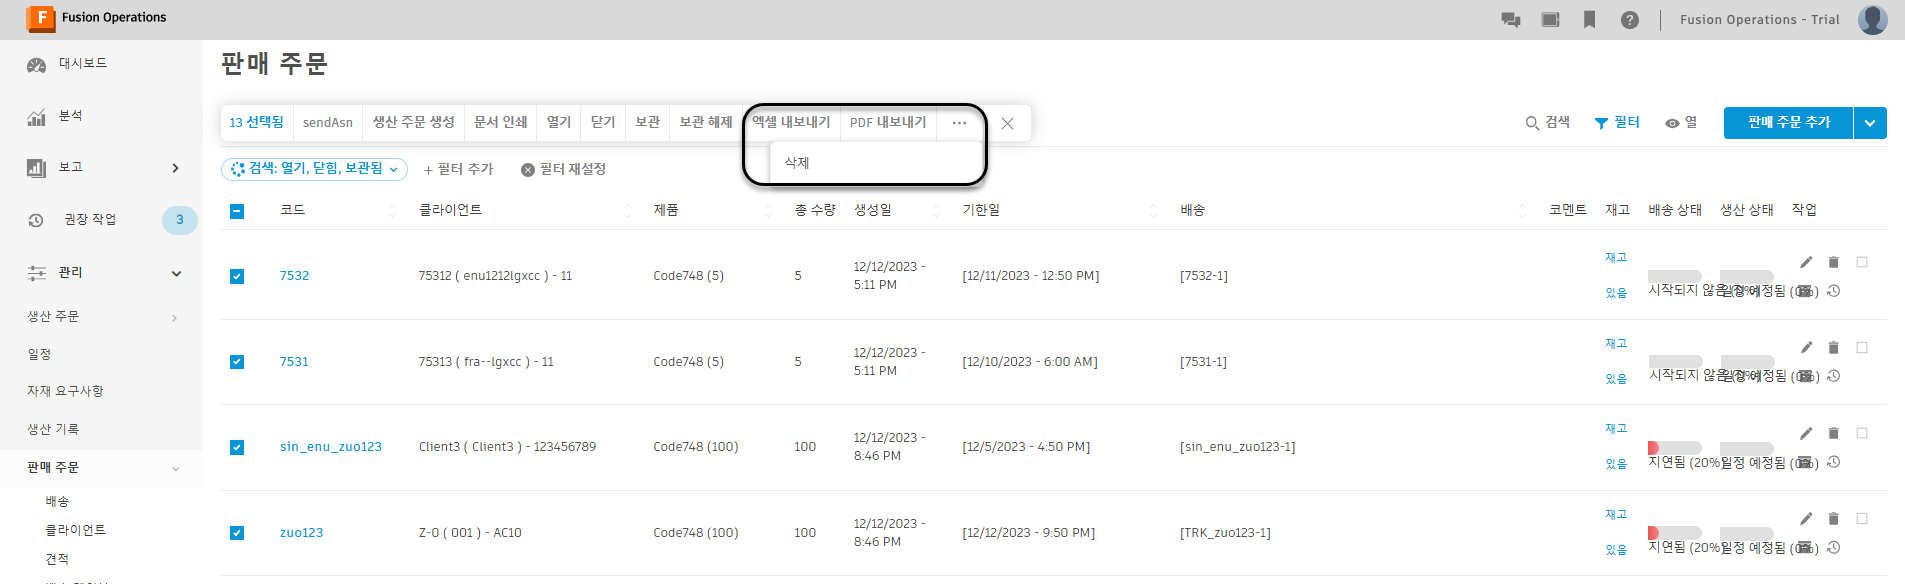 F Fusion Operations
Fusion Operations - Trial
대시보드
분석
보고
권장 작업 3
관리
생산 주문
일정
자재 요구사항
생산 기록
판매 주문
배송
클라이언트
견적
판매 주문
13 선택됨 sendAsn 생산 주문 생성 문서 인쇄 열기 닫기 보관 보관 해제 엑셀 내보내기 PDF 내보내기 ...
삭제
검색 필터 열 판매 주문 추가
검색: 열기, 닫힘, 보관됨 + 필터 추가 필터 재설정
코드 클라이언트 제품 총 수량 생성일 기한일 배송 코멘트 재고 배송 상태 생산 상태 작업
7532 75312 ( enu1212lgxcc ) - 11 Code748 (5) 5 12/12/2023 - 5:11 PM [12/11/2023 - 12:50 PM] [7532-1] 재고 있음 시작되지 않음 (0%) 일정 예정됨 (0%)
7531 75313 ( fra--lgxcc ) - 11 Code748 (5) 5 12/12/2023 - 5:11 PM [12/10/2023 - 6:00 AM] [7531-1] 재고 있음 시작되지 않음 (0%) 일정 예정됨 (0%)
sin_enu_zuo123 Client3 ( Client3 ) - 123456789 Code748 (100) 100 12/12/2023 - 8:46 PM [12/5/2023 - 4:50 PM] [sin_enu_zuo123-1] 재고 있음 지연됨 (20%) 일정 예정됨 (0%)
zuo123 Z-0 ( 001 ) - AC10 Code748 (100) 100 12/12/2023 - 8:46 PM [12/12/2023 - 9:50 PM] [TRK_zuo123-1] 재고 있음 지연됨 (20%) 일정 예정됨 (0%)